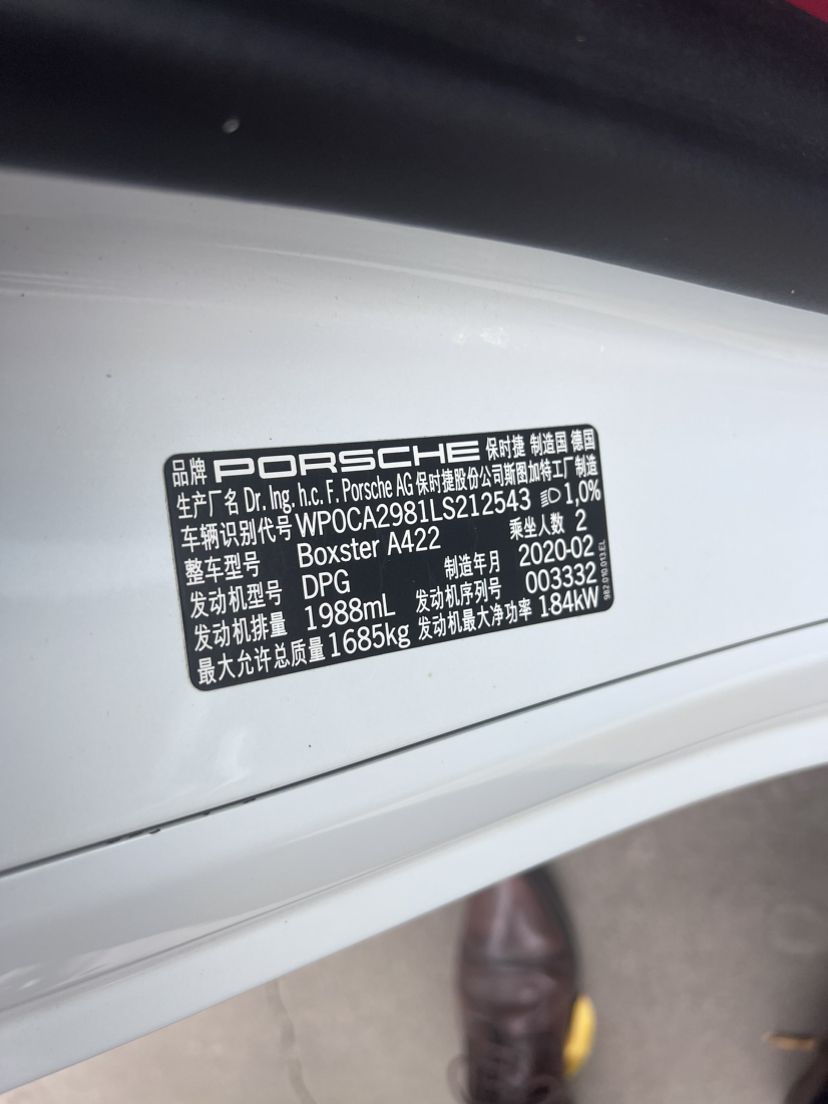 品牌 PORSCHE 保时捷 制造国 德国
生产厂名 Dr. Ing. h.c. F. Porsche AG 保时捷股份公司斯图加特工厂制造
车辆识别代号 WP0CA2981LS212543 1,0%
整车型号 Boxster A422 乘坐人数 2
发动机型号 DPG 制造年月 2020-02
发动机排量 1988mL 发动机序列号 003332
最大允许总质量 1685kg 发动机最大净功率 184kW
982.010.013.EL